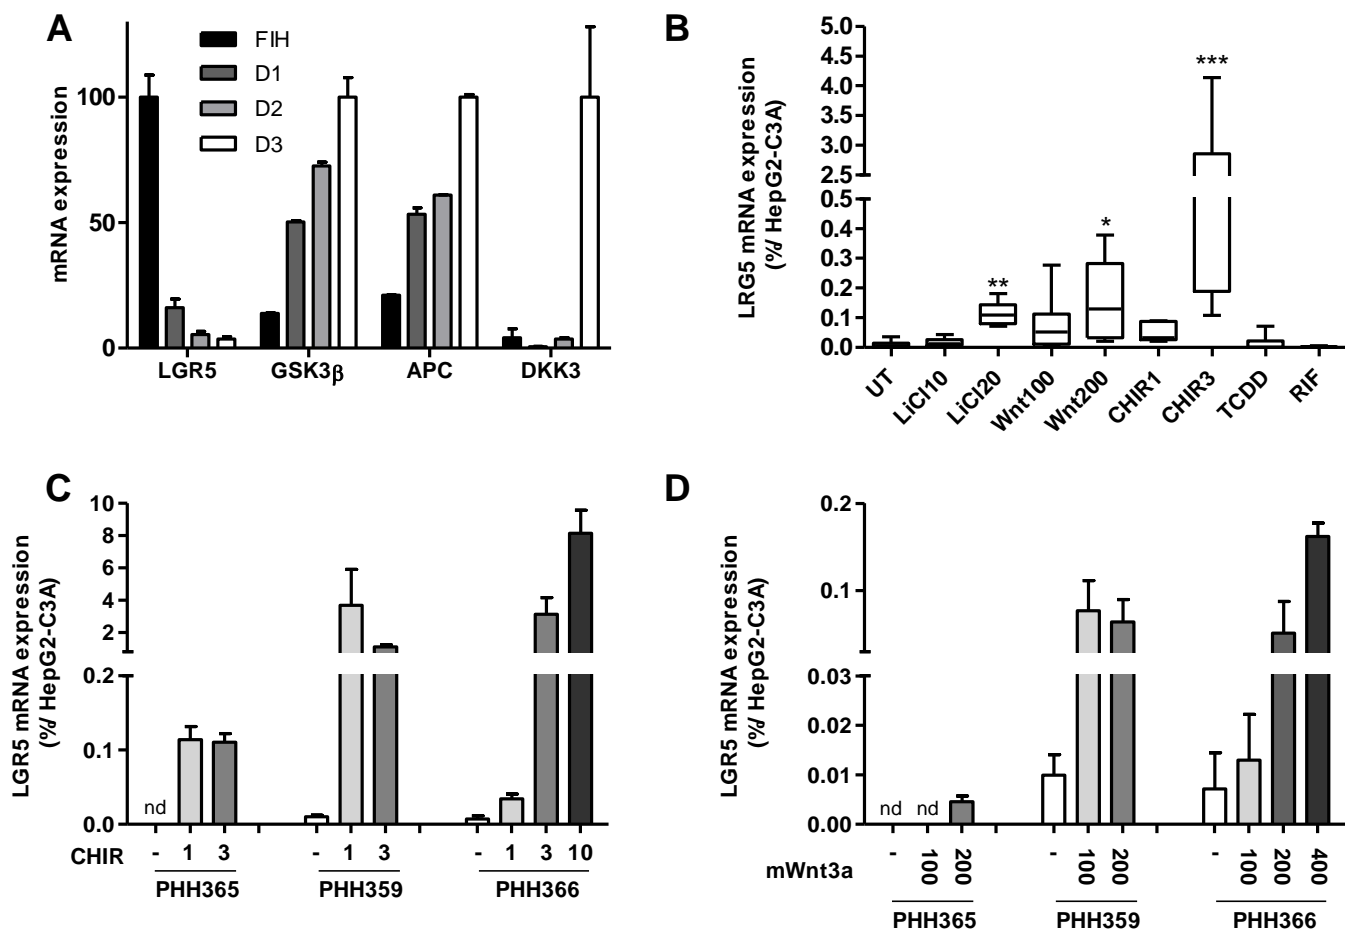 A
FIH
D1
D2
D3
mRNA expression
100
50
0
LGR5 GSK3β APC DKK3
B
LRG5 mRNA expression
(%/ HepG2-C3A)
5.0
4.5
4.0
3.5
3.0
2.5
0.5
0.4
0.3
0.2
0.1
0.0
** * ***
UT LiCl10 LiCl20 Wnt100 Wnt200 CHIR1 CHIR3 TCDD RIF
C
LGR5 mRNA expression
(%/ HepG2-C3A)
10
8
6
4
2
0.2
0.1
0.0
nd
CHIR - 1 3 - 1 3 - 1 3 10
PHH365 PHH359 PHH366
D
LGR5 mRNA expression
(%/ HepG2-C3A)
0.2
0.1
0.03
0.02
0.01
0.00
nd nd
mWnt3a - 100 200 - 100 200 - 100 200 400
PHH365 PHH359 PHH366